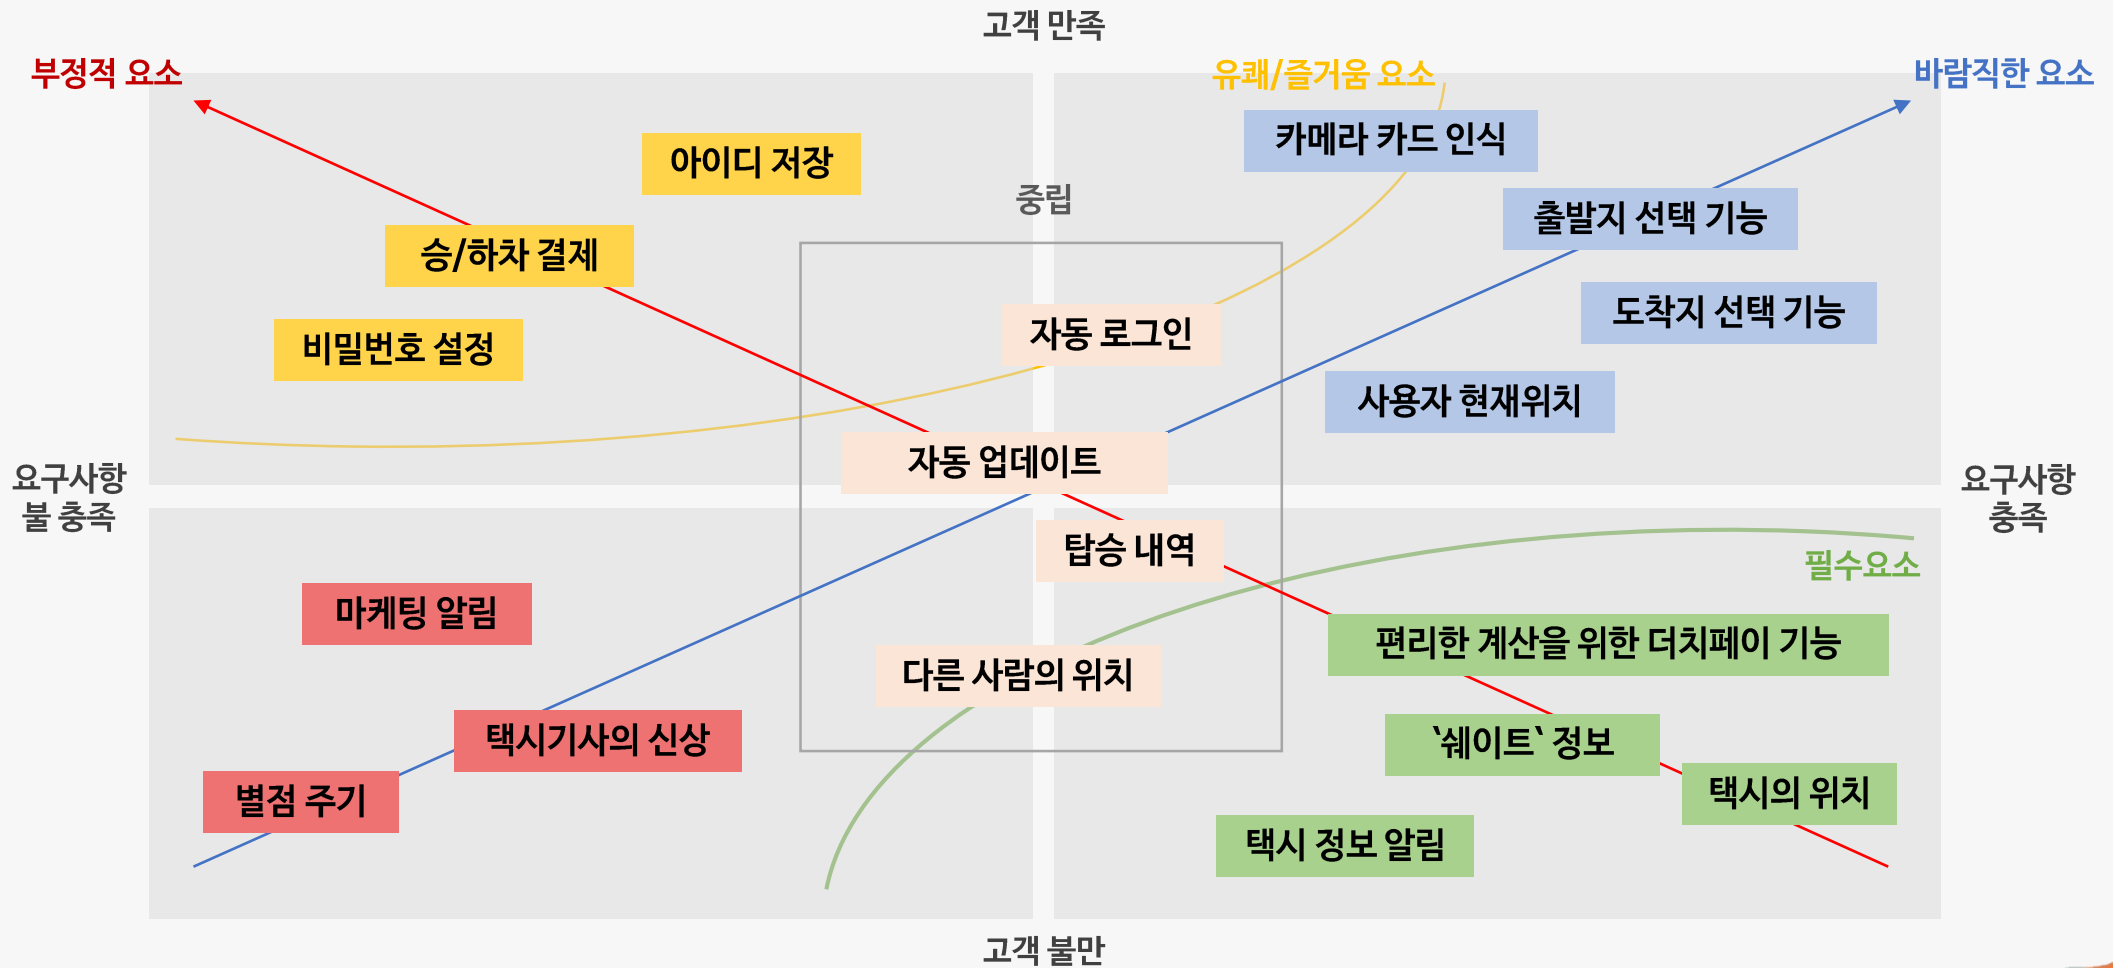 고객 만족
부정적 요소
유쾌/즐거움 요소
바람직한 요소
카메라 카드 인식
아이디 저장
중립
출발지 선택 기능
승/하차 결제
도착지 선택 기능
자동 로그인
비밀번호 설정
사용자 현재위치
자동 업데이트
요구사항
불 충족
요구사항
충족
탑승 내역
필수요소
마케팅 알림
편리한 계산을 위한 더치페이 기능
다른 사람의 위치
택시기사의 신상
`쉐이트` 정보
택시의 위치
별점 주기
택시 정보 알림
고객 불만